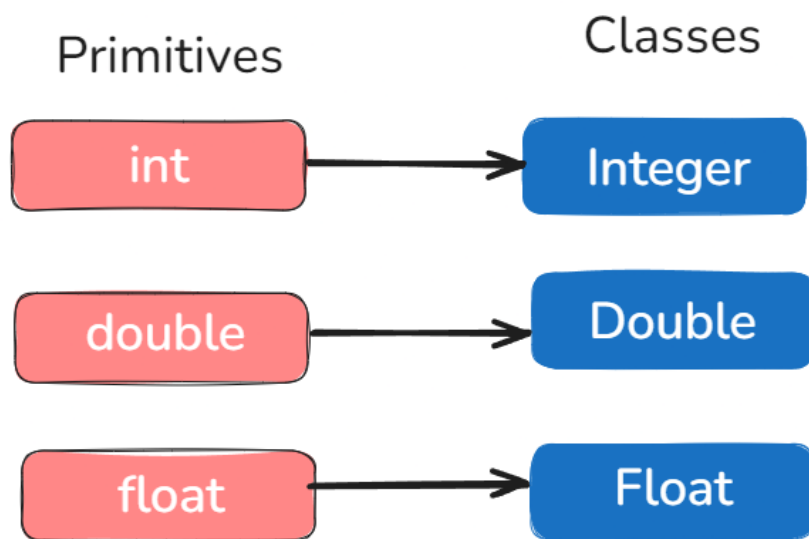 Primitives
Classes
int
Integer
double
Double
float
Float